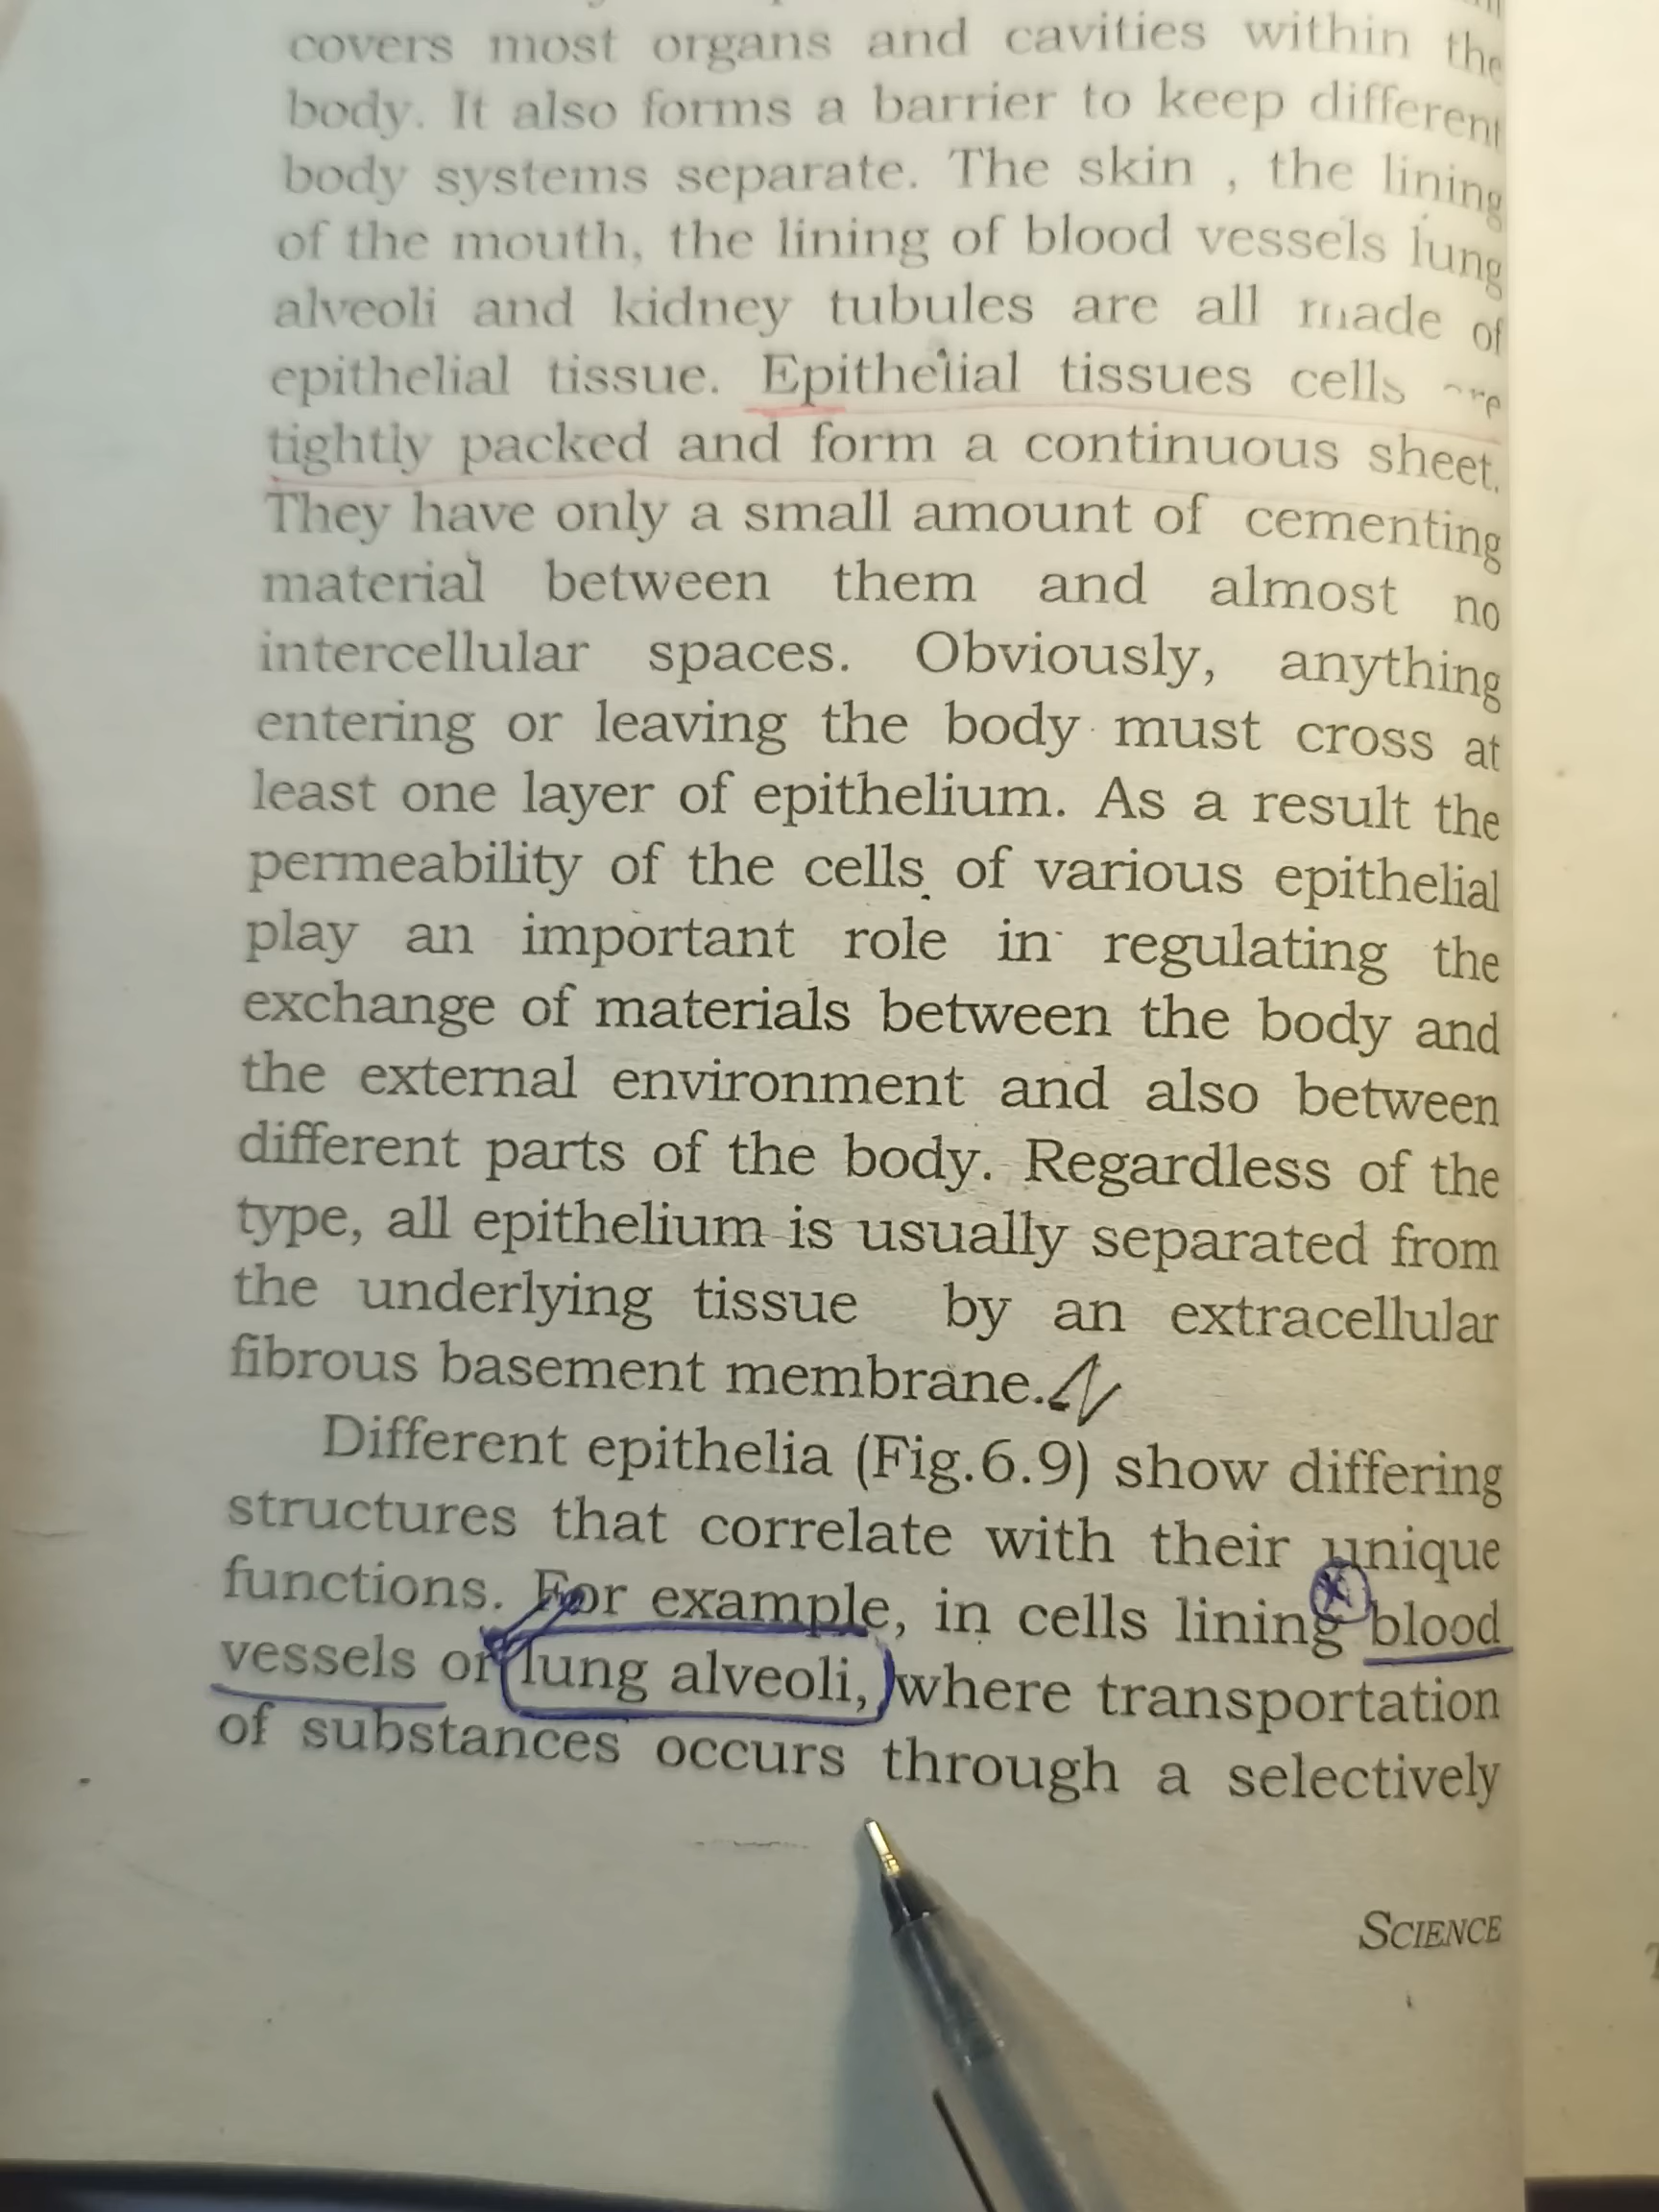 covers most organs and cavities within the
body. It also forms a barrier to keep different
body systems separate. The skin , the lining
of the mouth, the lining of blood vessels lung
alveoli and kidney tubules are all made of
epithelial tissue. Epithelial tissues cells are
tightly packed and form a continuous sheet.
They have only a small amount of cementing
material between them and almost no
intercellular spaces. Obviously, anything
entering or leaving the body must cross at
least one layer of epithelium. As a result the
permeability of the cells of various epithelial
play an important role in regulating the
exchange of materials between the body and
the external environment and also between
different parts of the body. Regardless of the
type, all epithelium is usually separated from
the underlying tissue by an extracellular
fibrous basement membrane.
Different epithelia (Fig.6.9) show differing
structures that correlate with their unique
functions. For example, in cells lining blood
vessels or lung alveoli, where transportation
of substances occurs through a selectively
SCIENCE